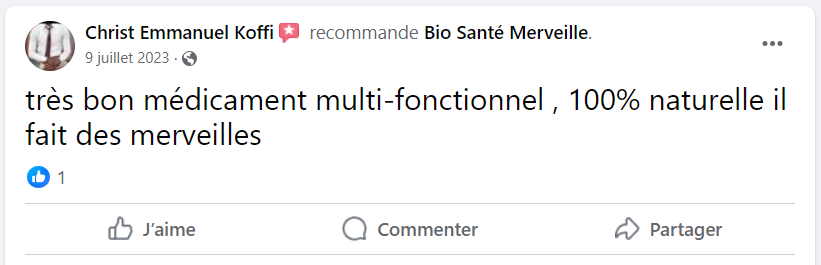 Christ Emmanuel Koffi recommande Bio Santé Merveille.
9 juillet 2023 ·
très bon médicament multi-fonctionnel , 100% naturelle il
fait des merveilles
1
J’aime Commenter Partager